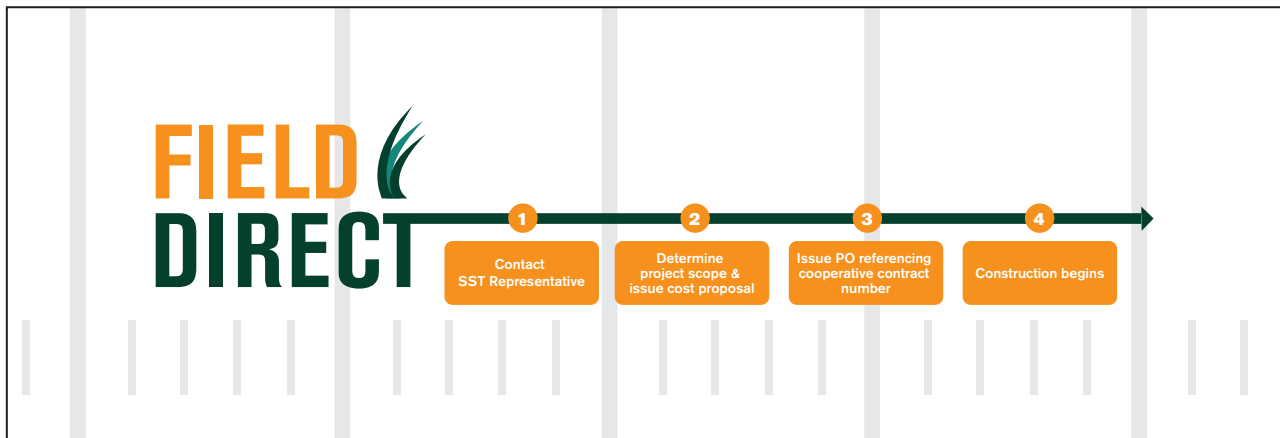 FIELD
DIRECT
1
Contact
SST Representative
2
Determine
project scope &
issue cost proposal
3
Issue PO referencing
cooperative contract
number
4
Construction begins